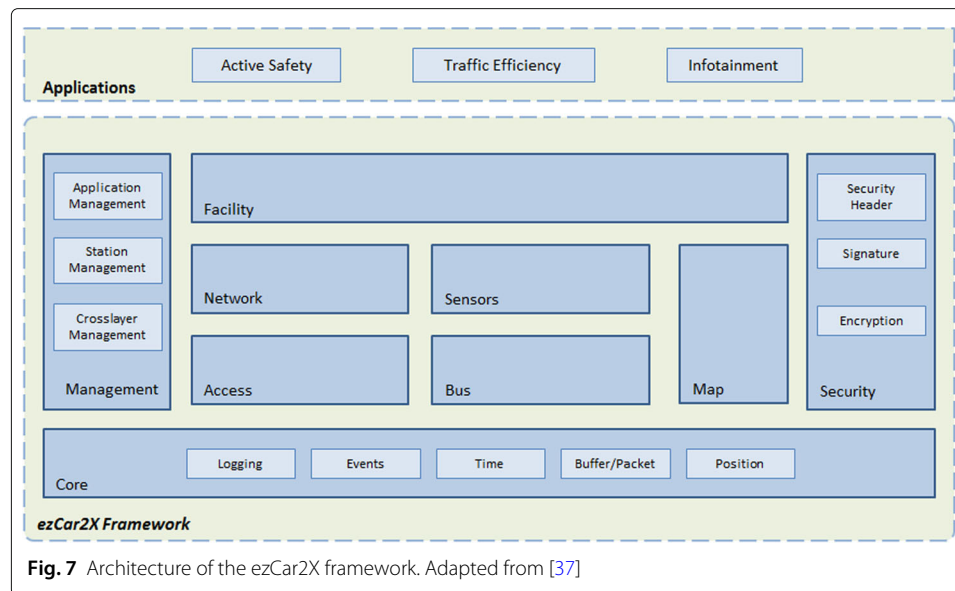 Active Safety
Traffic Efficiency
Infotainment
Applications
Application
Management
Station
Management
Crosslayer
Management
Management
Facility
Network
Sensors
Access
Bus
Map
Security
Header
Signature
Encryption
Security
Logging
Events
Time
Buffer/Packet
Position
Core
ezCar2X Framework
Fig. 7 Architecture of the ezCar2X framework. Adapted from [37]